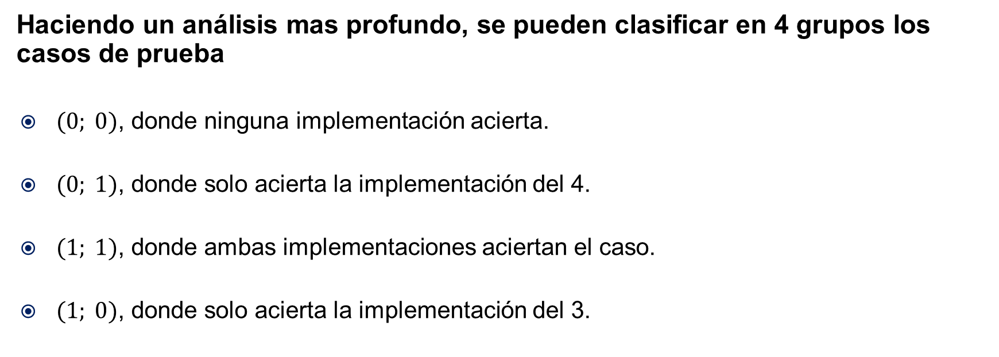 Haciendo un análisis mas profundo, se pueden clasificar en 4 grupos los
casos de prueba
(0; 0), donde ninguna implementación acierta.
(0; 1), donde solo acierta la implementación del 4.
(1; 1), donde ambas implementaciones aciertan el caso.
(1; 0), donde solo acierta la implementación del 3.